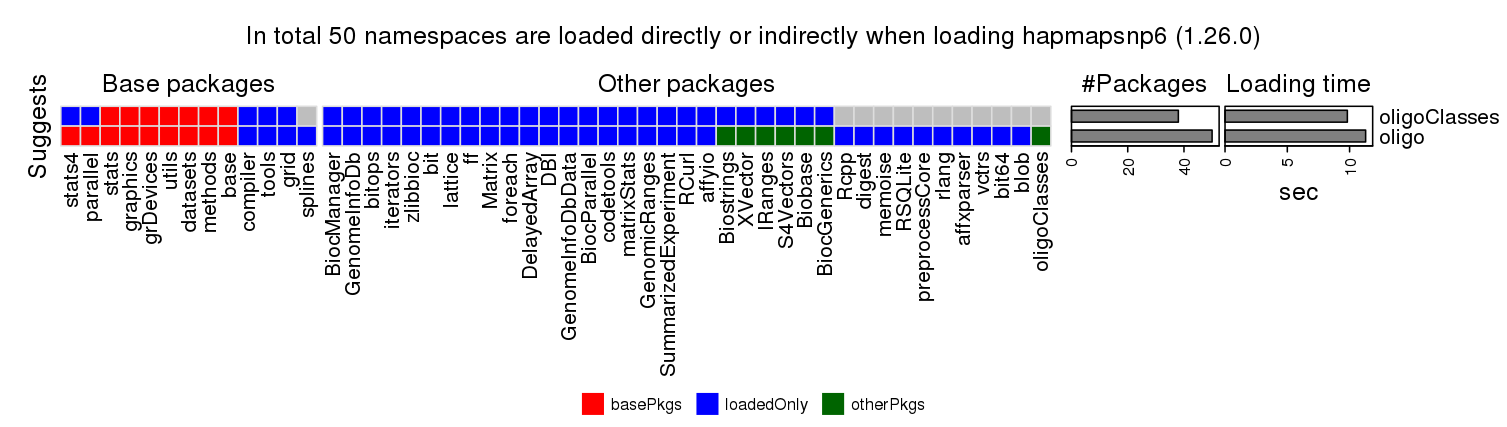 In total 50 namespaces are loaded directly or indirectly when loading hapmapsnp6 (1.26.0)
Base packages
Other packages
#Packages
Loading time
Suggests
oligoClasses
oligo
stats4
parallel
stats
graphics
grDevices
utils
datasets
methods
base
compiler
tools
grid
splines
BiocManager
GenomeInfoDb
bitops
iterators
zlibbioc
bit
lattice
ff
Matrix
foreach
DelayedArray
DBI
GenomeInfoDbData
BiocParallel
codetools
matrixStats
GenomicRanges
SummarizedExperiment
RCurl
affyio
Biostrings
XVector
IRanges
S4Vectors
Biobase
BiocGenerics
Rcpp
digest
memoise
RSQLite
preprocessCore
rlang
affxparser
vctrs
bit64
blob
oligoClasses
0
20
40
0
5
10
sec
basePkgs
loadedOnly
otherPkgs